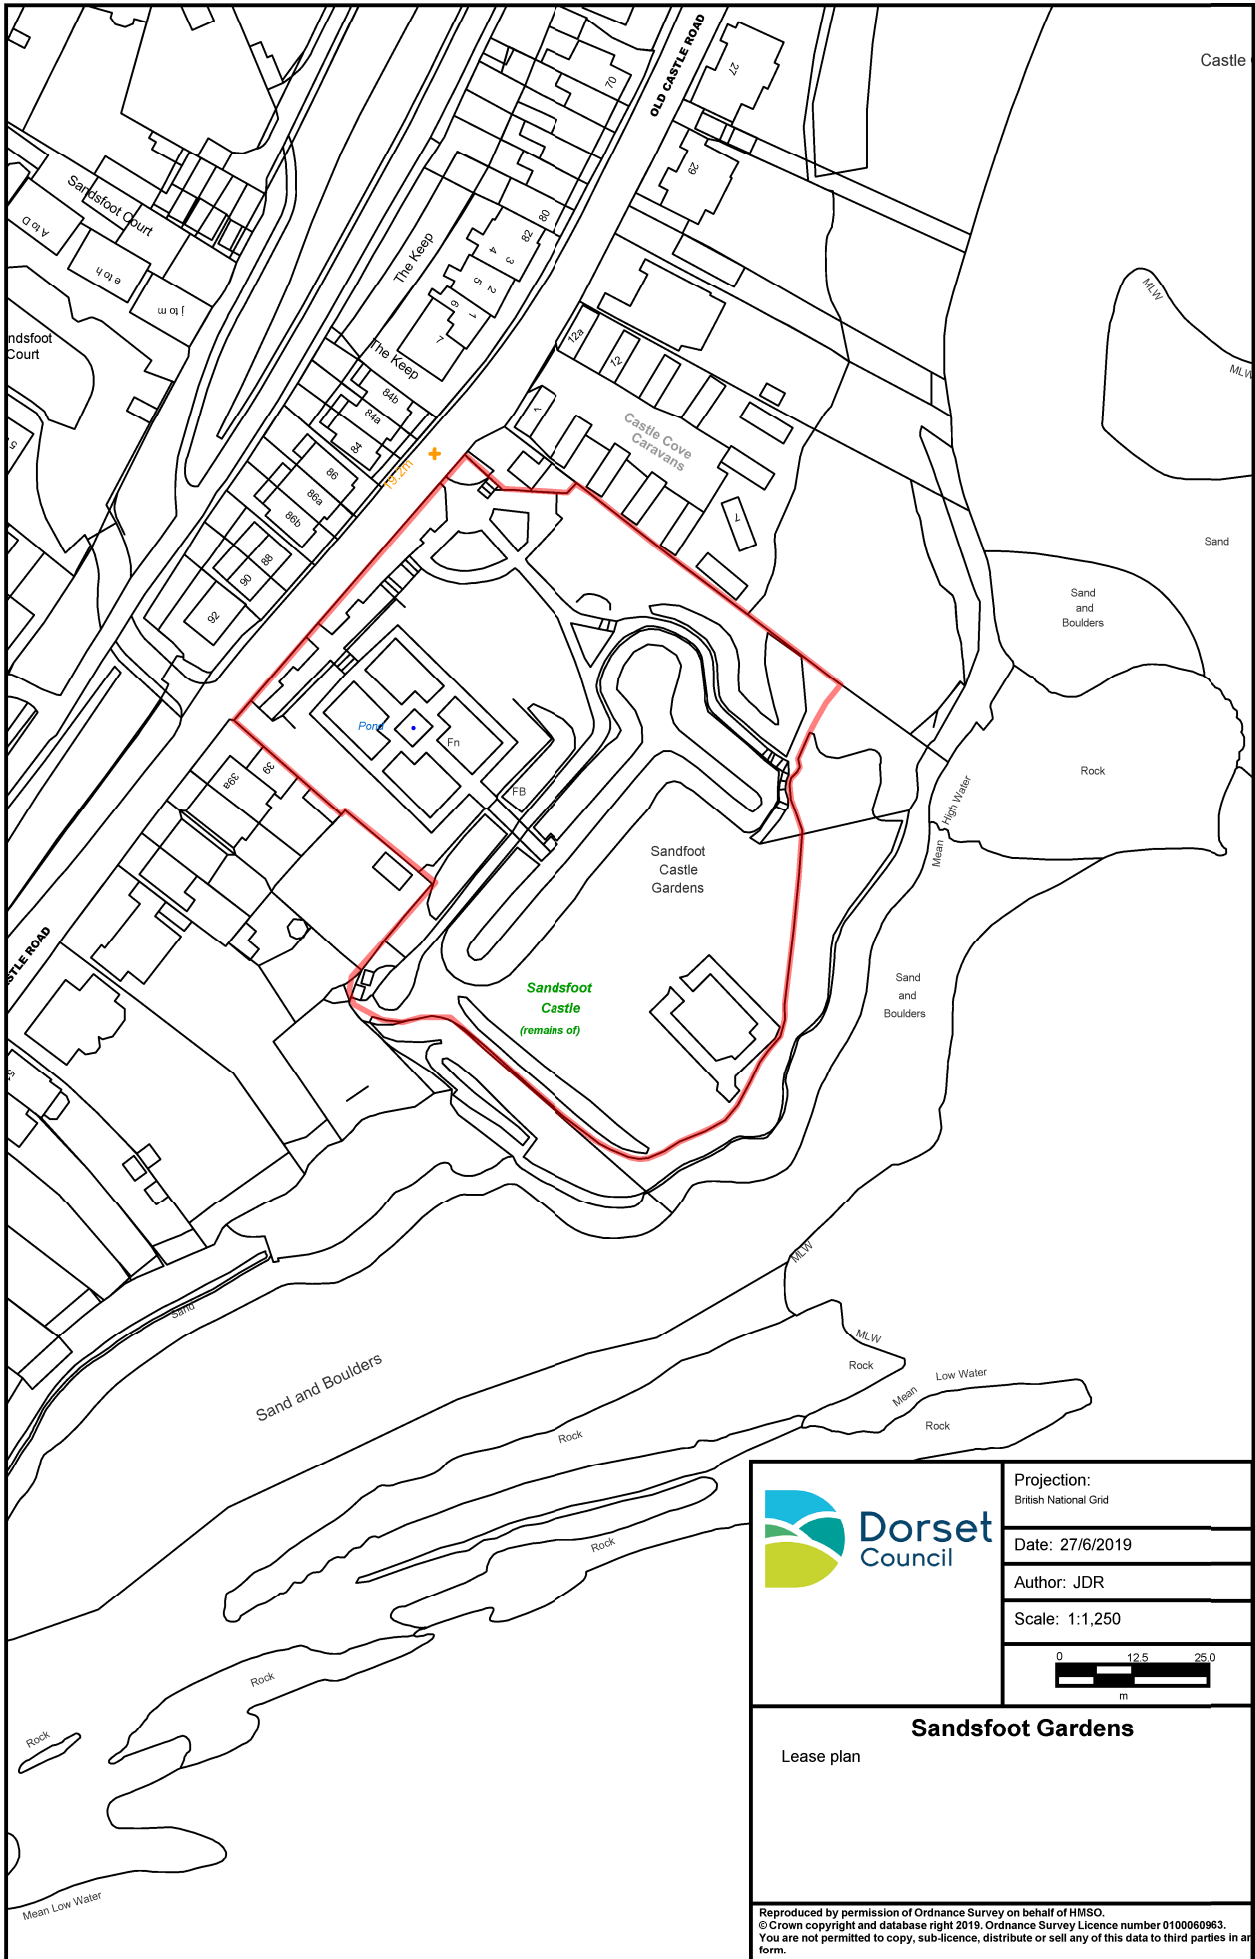 OLD CASTLE ROAD
Castle
27
70
29
Sandsfoot Court
A to D
e to h
j to m
ndsfoot
Court
The Keep
80
82
4
3
5
2
6
1
7
The Keep
MLW
MLW
12a
12
84b
84a
84
Castle Cove
Caravans
86
86a
86b
19.2m
7
88
90
92
Sand
Sand
and
Boulders
Pond
Fn
FB
39
39a
Rock
Mean High Water
Sandfoot
Castle
Gardens
STLE ROAD
Sandsfoot
Castle
(remains of)
Sand
and
Boulders
Sand
MLW
MLW
Rock
Mean Low Water
Rock
Sand and Boulders
Rock
Rock
Rock
Rock
Mean Low Water
Dorset
Council
Projection:
British National Grid
Date: 27/6/2019
Author: JDR
Scale: 1:1,250
0 12.5 25.0
m
Sandsfoot Gardens
Lease plan
Reproduced by permission of Ordnance Survey on behalf of HMSO.
© Crown copyright and database right 2019. Ordnance Survey Licence number 0100060963.
You are not permitted to copy, sub-licence, distribute or sell any of this data to third parties in an
form.